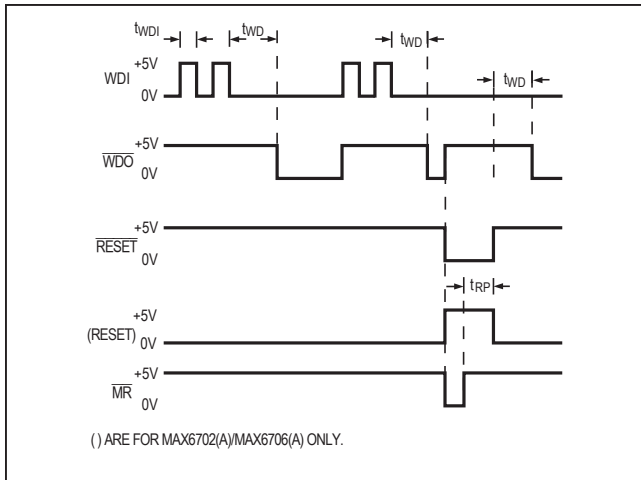 tWDI tWD tWD tWD
WDI +5V
0V
WDO +5V
0V
RESET +5V
0V
tRP
(RESET) +5V
0V
MR +5V
0V
( ) ARE FOR MAX6702(A)/MAX6706(A) ONLY.